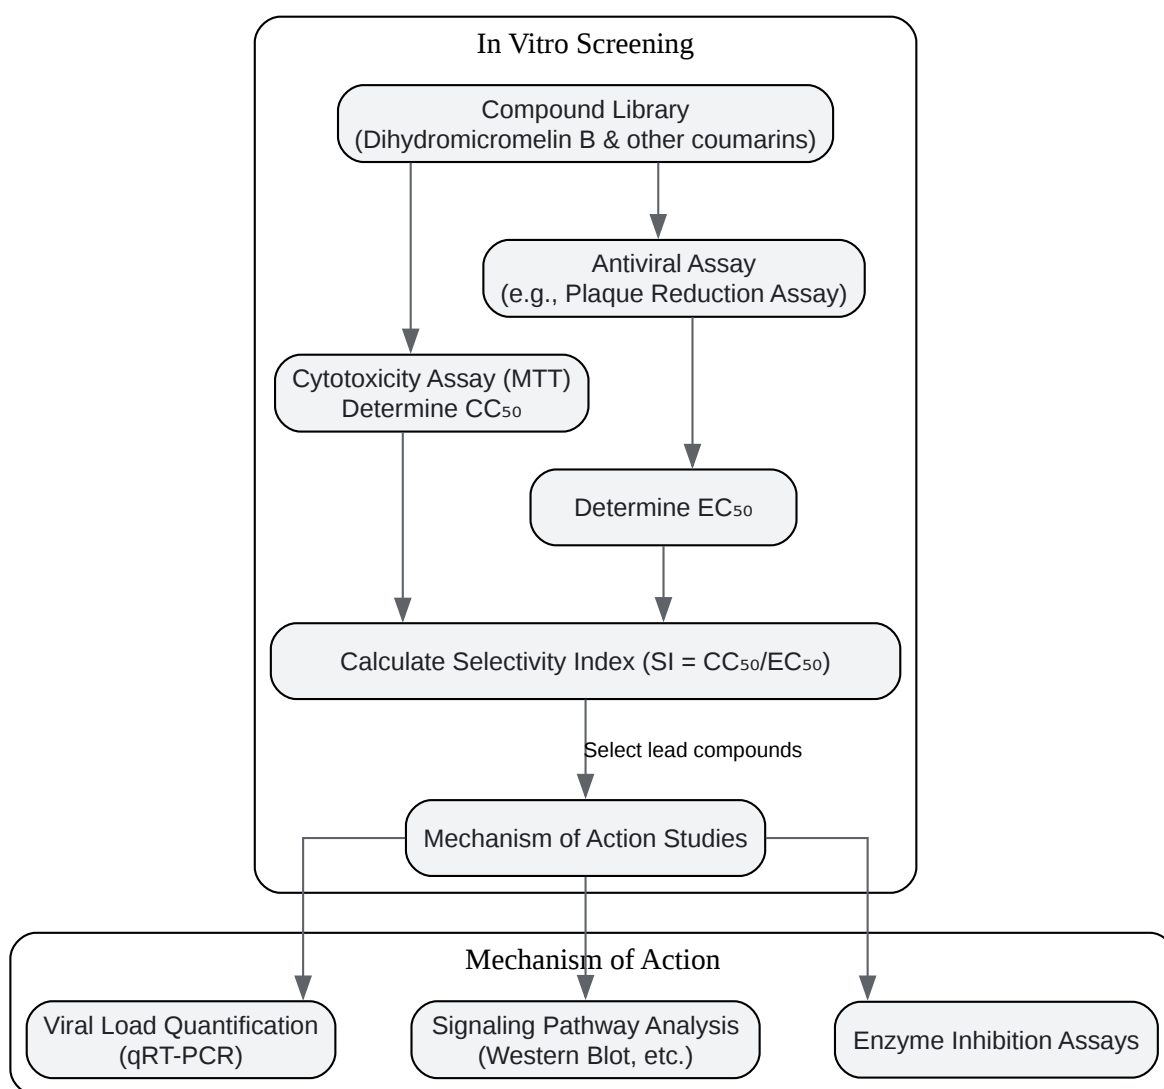 In Vitro Screening
Compound Library
(Dihydromicromelin B & other coumarins)
Antiviral Assay
(e.g., Plaque Reduction Assay)
Cytotoxicity Assay (MTT)
Determine CC₅₀
Determine EC₅₀
Calculate Selectivity Index (SI = CC₅₀/EC₅₀)
Select lead compounds
Mechanism of Action Studies
Mechanism of Action
Viral Load Quantification
(qRT-PCR)
Signaling Pathway Analysis
(Western Blot, etc.)
Enzyme Inhibition Assays